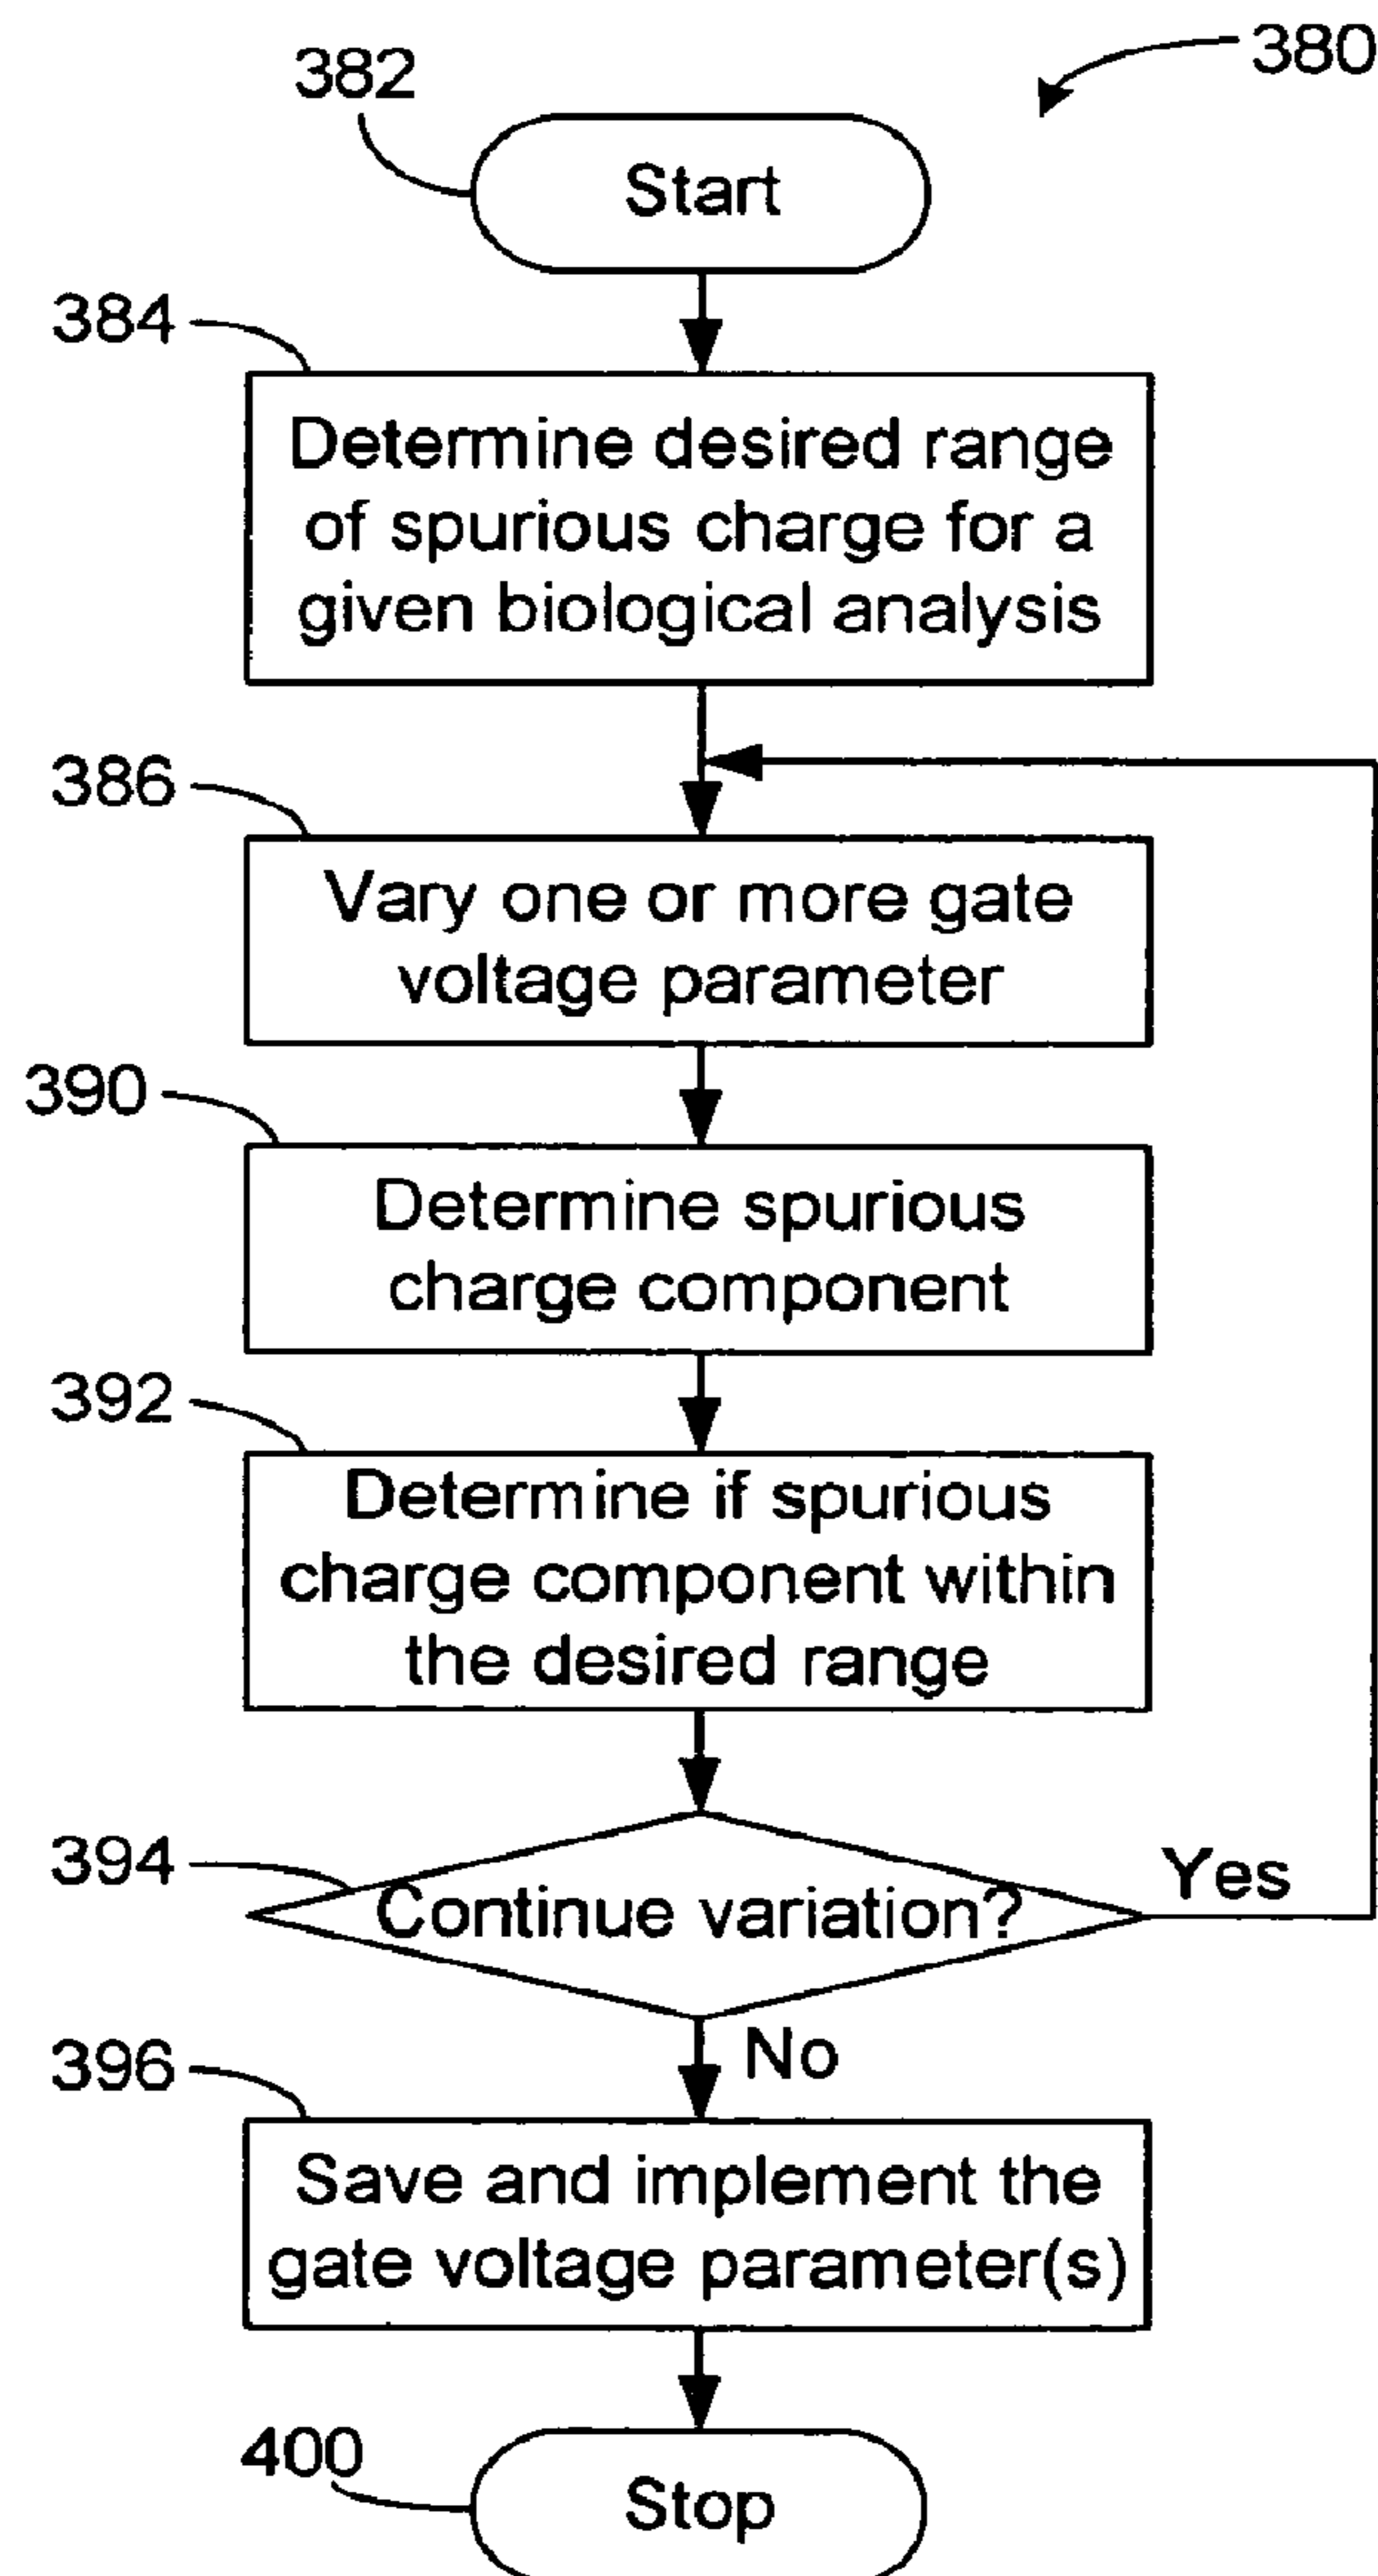 380
382
Start
384
Determine desired range
of spurious charge for a
given biological analysis
386
Vary one or more gate
voltage parameter
390
Determine spurious
charge component
392
Determine if spurious
charge component within
the desired range
394
Continue variation?
Yes
No
396
Save and implement the
gate voltage parameter(s)
400
Stop